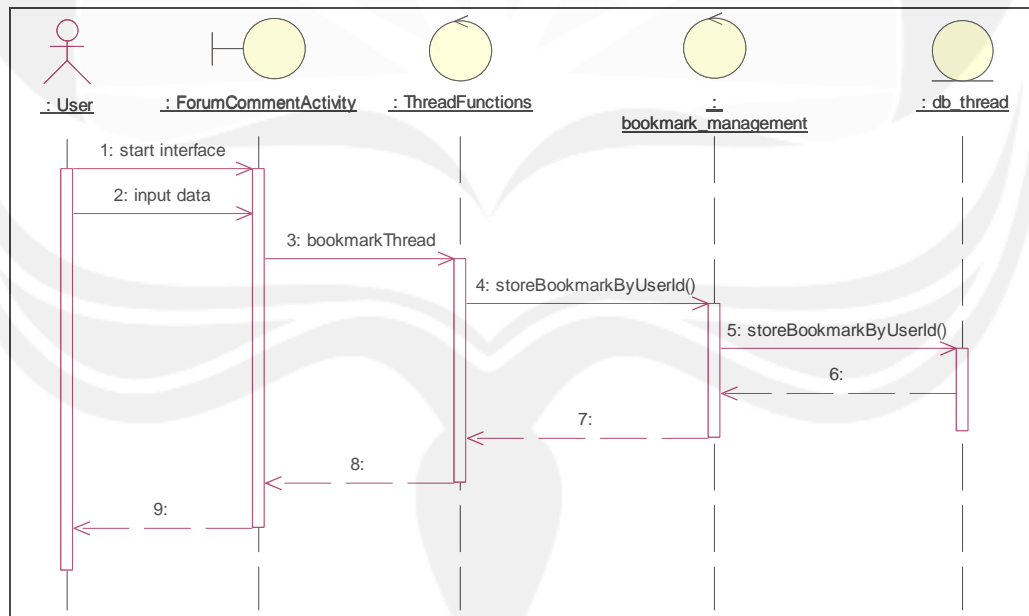 : User
: ForumCommentActivity
: ThreadFunctions
:
bookmark_management
: db_thread
1: start interface
2: input data
3: bookmarkThread
4: storeBookmarkByUserId()
5: storeBookmarkByUserId()
6:
7:
8:
9: